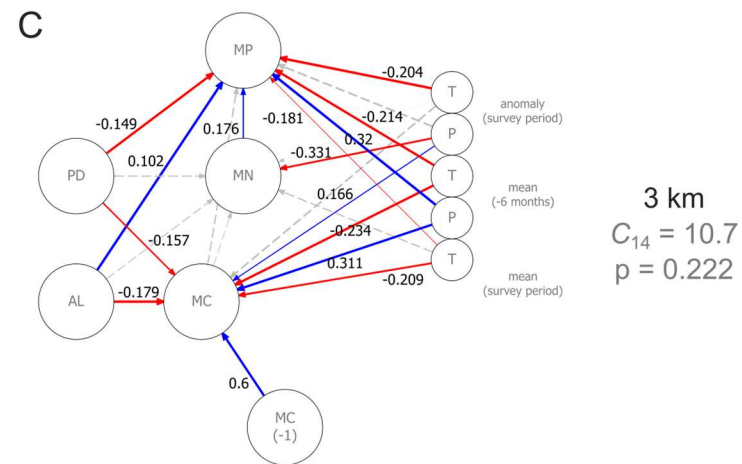 C
MP
-0.204
T
anomaly
(survey period)
-0.149
0.176
-0.181
-0.214
P
0.32
-0.331
0.102
PD
MN
T
mean
(-6 months)
3 km
0.166
P
C14 = 10.7
-0.157
-0.234
0.311
T
p = 0.222
-0.209
mean
(survey period)
AL
-0.179
MC
0.6
MC
(-1)